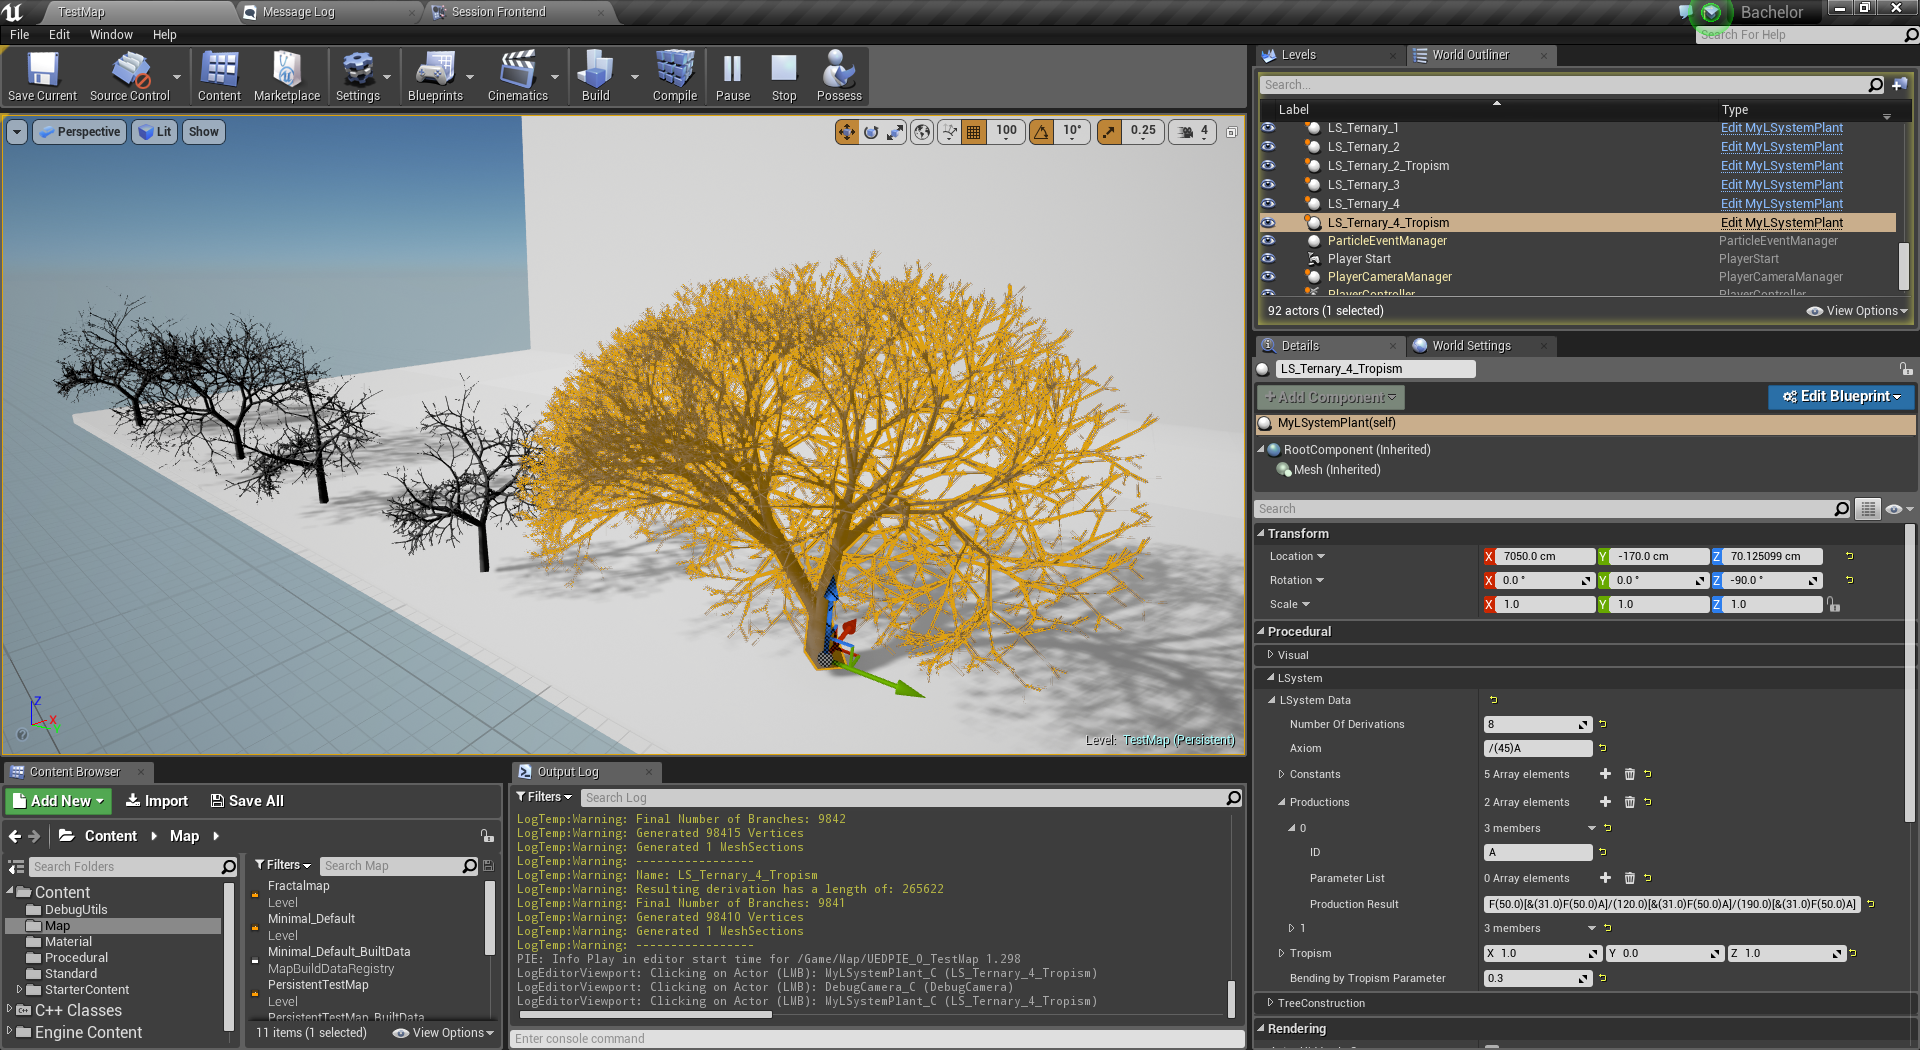 TestMap
Message Log
Session Frontend
Bachelor
File Edit Window Help
Search For Help
Save Current
Source Control
Content
Marketplace
Settings
Blueprints
Cinematics
Build
Compile
Pause
Stop
Possess
Perspective
Lit
Show
100
10°
0.25
4
Z
X
Level: TestMap (Persistent)
Levels
World Outliner
Search...
Label Type
LS_Ternary_1 Edit MyLSystemPlant
LS_Ternary_2 Edit MyLSystemPlant
LS_Ternary_2_Tropism Edit MyLSystemPlant
LS_Ternary_3 Edit MyLSystemPlant
LS_Ternary_4 Edit MyLSystemPlant
LS_Ternary_4_Tropism Edit MyLSystemPlant
ParticleEventManager ParticleEventManager
Player Start PlayerStart
PlayerCameraManager PlayerCameraManager
PlayerController PlayerController
92 actors (1 selected) View Options
Details
World Settings
LS_Ternary_4_Tropism
+Add Component
Edit Blueprint
MyLSystemPlant(self)
RootComponent (Inherited)
Mesh (Inherited)
Search
Transform
Location X 7050.0 cm Y -170.0 cm Z 70.125099 cm
Rotation X 0.0 ° Y 0.0 ° Z -90.0 °
Scale X 1.0 Y 1.0 Z 1.0
Procedural
Visual
LSystem
LSystem Data
Number Of Derivations 8
Axiom /(45)A
Constants 5 Array elements
Productions 2 Array elements
0 3 members
ID A
Parameter List 0 Array elements
Production Result F(50.0)[&(31.0)F(50.0)A]/(120.0)[&(31.0)F(50.0)A]/(190.0)[&(31.0)F(50.0)A]
1 3 members
Tropism X 1.0 Y 0.0 Z 1.0
Bending by Tropism Parameter 0.3
TreeConstruction
Rendering
Content Browser
Add New
Import
Save All
Content Map
Search Folders
Content
DebugUtils
Map
Material
Procedural
Standard
StarterContent
C++ Classes
Engine Content
Filters
Search Map
Fractalmap
Level
Minimal_Default
Level
Minimal_Default_BuiltData
MapBuildDataRegistry
PersistentTestMap
Level
PersistentTestMap_BuiltData
11 items (1 selected) View Options
Output Log
Filters
Search Log
LogTemp:Warning: Final Number of Branches: 9842
LogTemp:Warning: Generated 98415 Vertices
LogTemp:Warning: Generated 1 MeshSections
LogTemp:Warning: -----------------
LogTemp:Warning: Name: LS_Ternary_4_Tropism
LogTemp:Warning: Resulting derivation has a length of: 265622
LogTemp:Warning: Final Number of Branches: 9841
LogTemp:Warning: Generated 98410 Vertices
LogTemp:Warning: Generated 1 MeshSections
LogTemp:Warning: -----------------
PIE: Info Play in editor start time for /Game/Map/UEDPIE_0_TestMap 1.298
LogEditorViewport: Clicking on Actor (LMB): MyLSystemPlant_C (LS_Ternary_4_Tropism)
LogEditorViewport: Clicking on Actor (LMB): DebugCamera_C (DebugCamera)
LogEditorViewport: Clicking on Actor (LMB): MyLSystemPlant_C (LS_Ternary_4_Tropism)
Enter console command